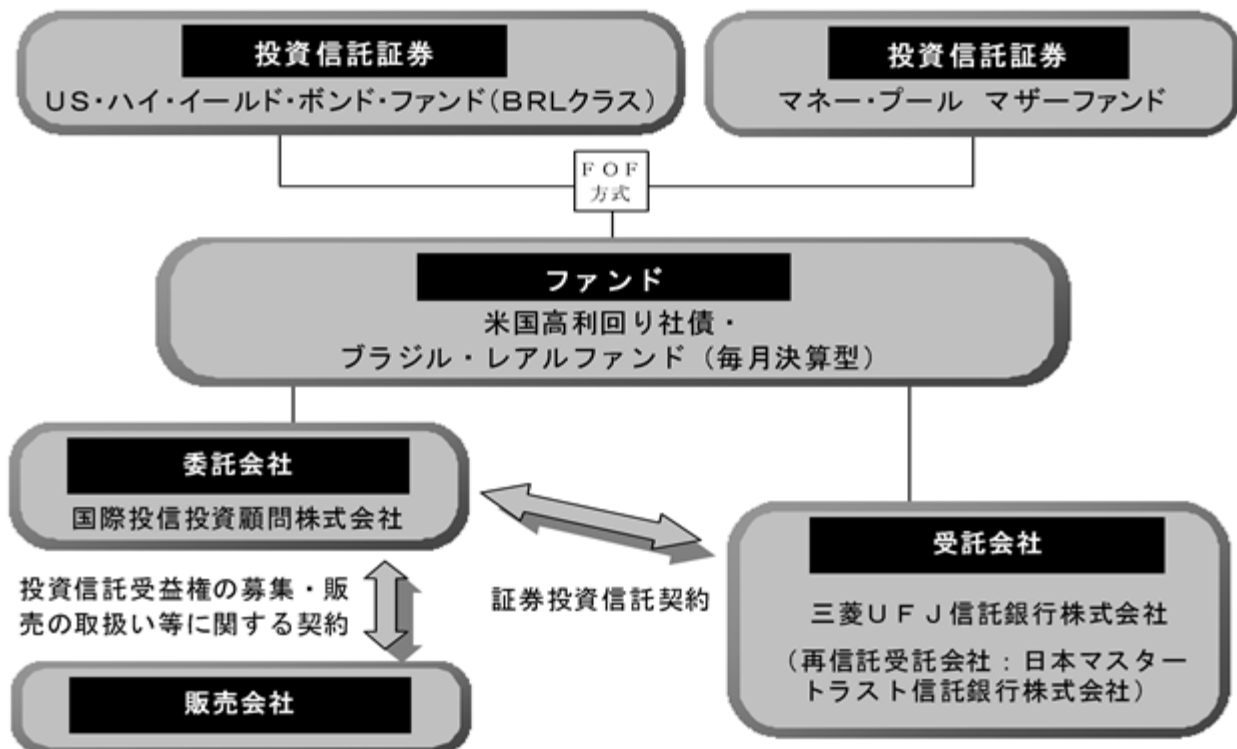 投資信託証券
US・ハイ・イールド・ボンド・ファンド(BRLクラス)
投資信託証券
マネー・プール マザーファンド
FOF
方式
ファンド
米国高利回り社債・
ブラジル・レアルファンド(毎月決算型)
委託会社
国際投信投資顧問株式会社
投資信託受益権の募集・販
売の取扱い等に関する契約
販売会社
証券投資信託契約
受託会社
三菱UFJ信託銀行株式会社
(再信託受託会社:日本マスター
トラスト信託銀行株式会社)